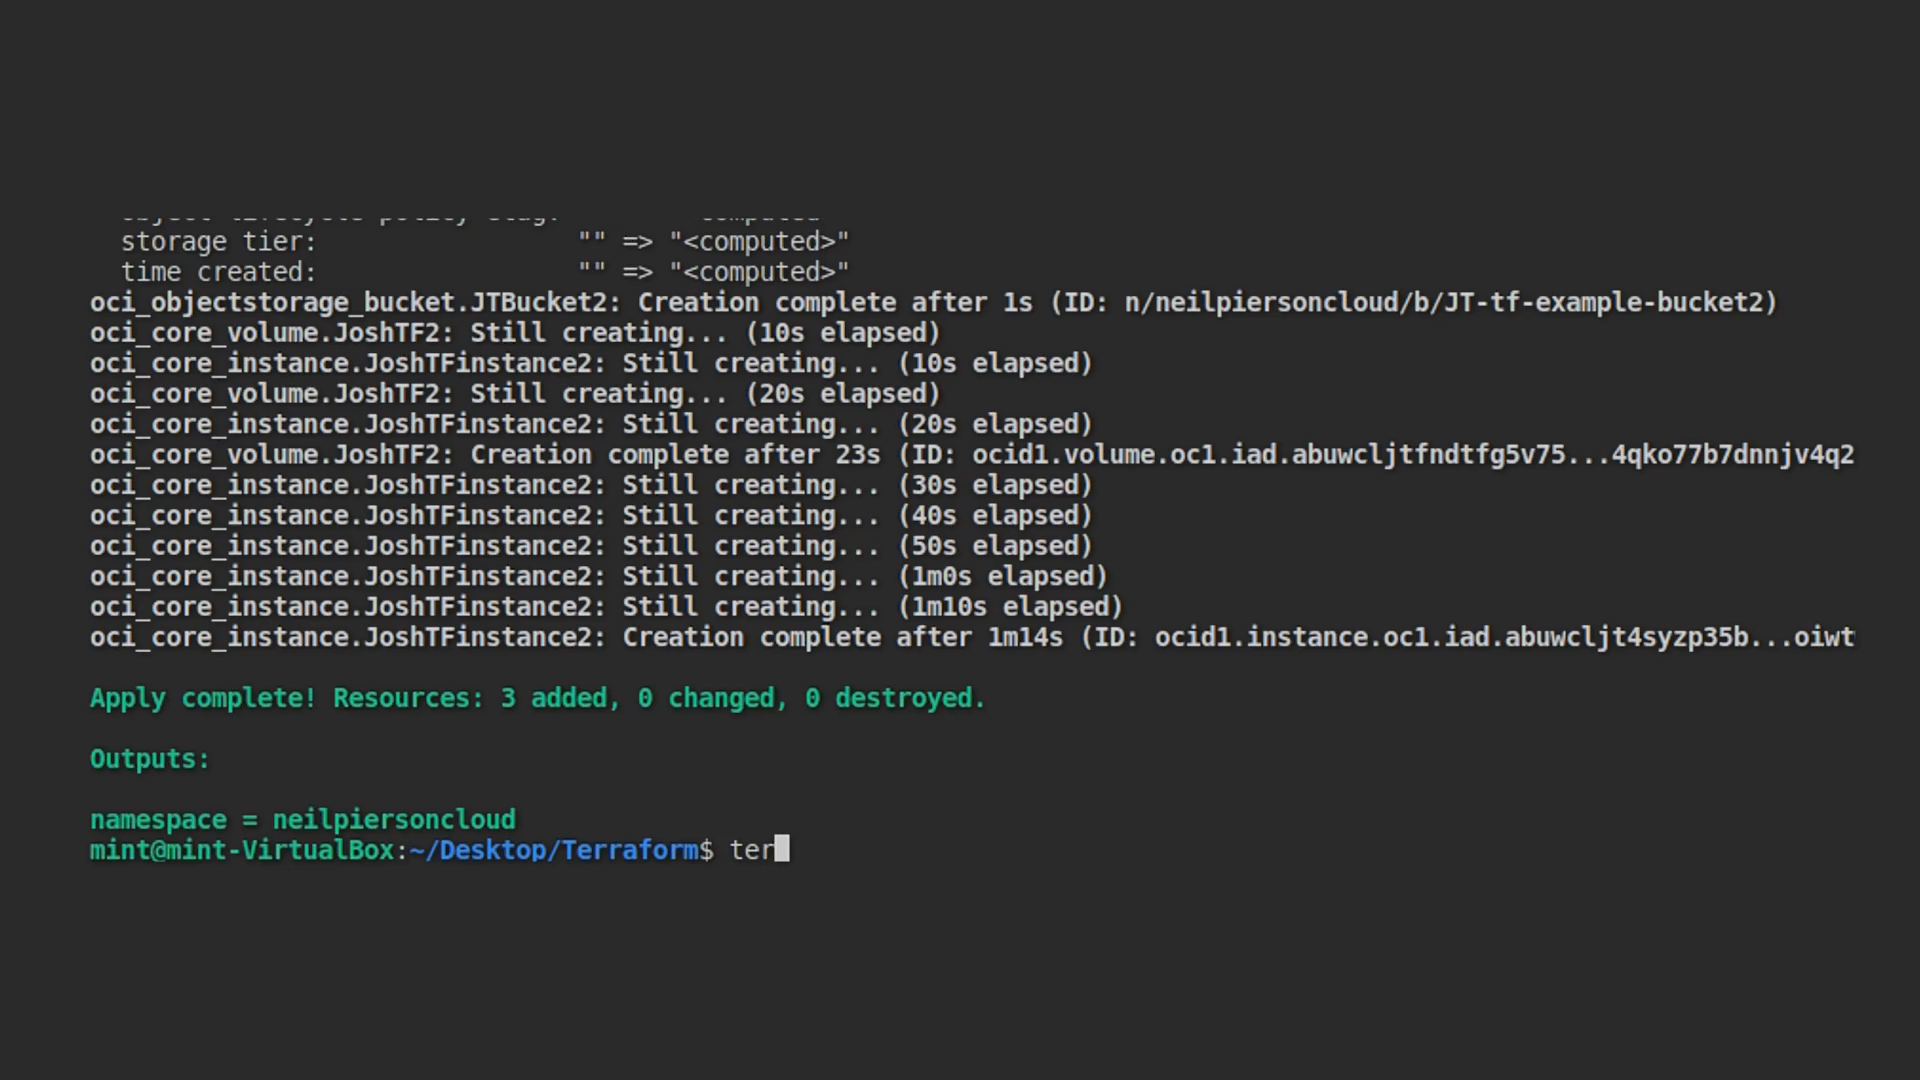 storage tier: "" => "<computed>"
time created: "" => "<computed>"
oci_objectstorage_bucket.JTBucket2: Creation complete after 1s (ID: n/neilpiersoncloud/b/JT-tf-example-bucket2)
oci_core_volume.JoshTF2: Still creating... (10s elapsed)
oci_core_instance.JoshTFinstance2: Still creating... (10s elapsed)
oci_core_volume.JoshTF2: Still creating... (20s elapsed)
oci_core_instance.JoshTFinstance2: Still creating... (20s elapsed)
oci_core_volume.JoshTF2: Creation complete after 23s (ID: ocid1.volume.oc1.iad.abuwcljtfndtfg5v75...4qko77b7dnnjv4q2
oci_core_instance.JoshTFinstance2: Still creating... (30s elapsed)
oci_core_instance.JoshTFinstance2: Still creating... (40s elapsed)
oci_core_instance.JoshTFinstance2: Still creating... (50s elapsed)
oci_core_instance.JoshTFinstance2: Still creating... (1m0s elapsed)
oci_core_instance.JoshTFinstance2: Still creating... (1m10s elapsed)
oci_core_instance.JoshTFinstance2: Creation complete after 1m14s (ID: ocid1.instance.oc1.iad.abuwcljt4syzp35b...oiwt
Apply complete! Resources: 3 added, 0 changed, 0 destroyed.
Outputs:
namespace = neilpiersoncloud
mint@mint-VirtualBox:~/Desktop/Terraform$ ter